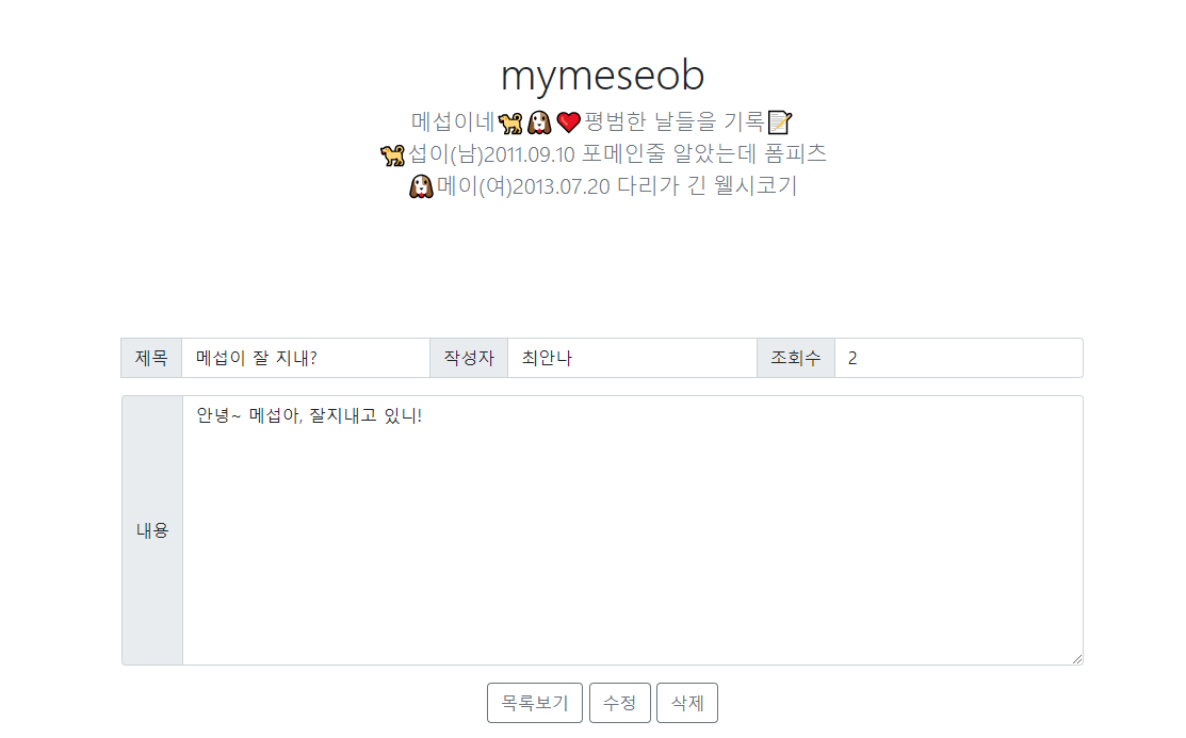 mymeseob
메섭이네🐕🐶❤️평범한 날들을 기록📝
🐕섭이(남)2011.09.10 포메인줄 알았는데 폼피츠
🐶메이(여)2013.07.20 다리가 긴 웰시코기
제목 메섭이 잘 지내? 작성자 최안나 조회수 2
안녕~ 메섭아, 잘지내고 있니!
내용
목록보기 수정 삭제